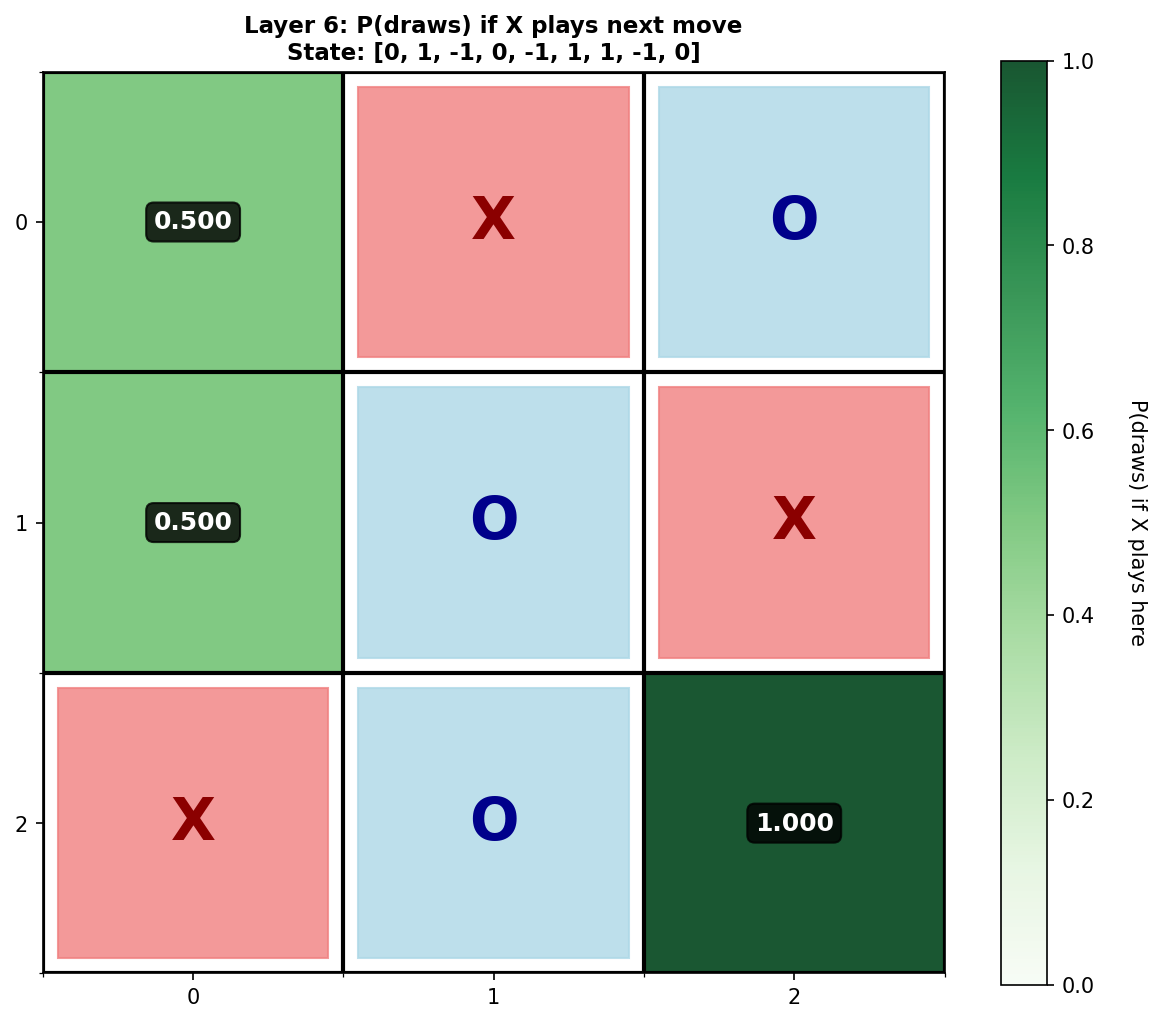 Layer 6: P(draws) if X plays next move
State: [0, 1, -1, 0, -1, 1, 1, -1, 0]
0
0.500
X
O
1
0.500
O
X
2
X
O
1.000
0
1
2
1.0
0.8
0.6
0.4
0.2
0.0
P(draws) if X plays here